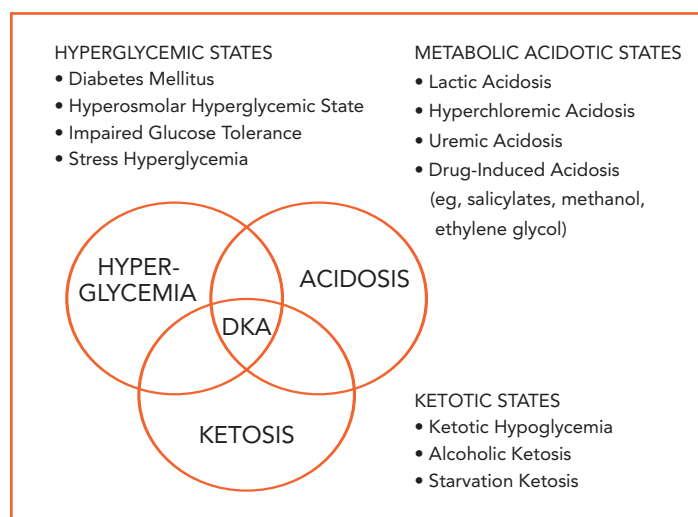 HYPERGLYCEMIC STATES
• Diabetes Mellitus
• Hyperosmolar Hyperglycemic State
• Impaired Glucose Tolerance
• Stress Hyperglycemia
METABOLIC ACIDOTIC STATES
• Lactic Acidosis
• Hyperchloremic Acidosis
• Uremic Acidosis
• Drug-Induced Acidosis
(eg, salicylates, methanol,
ethylene glycol)
HYPER-
GLYCEMIA
ACIDOSIS
DKA
KETOSIS
KETOTIC STATES
• Ketotic Hypoglycemia
• Alcoholic Ketosis
• Starvation Ketosis